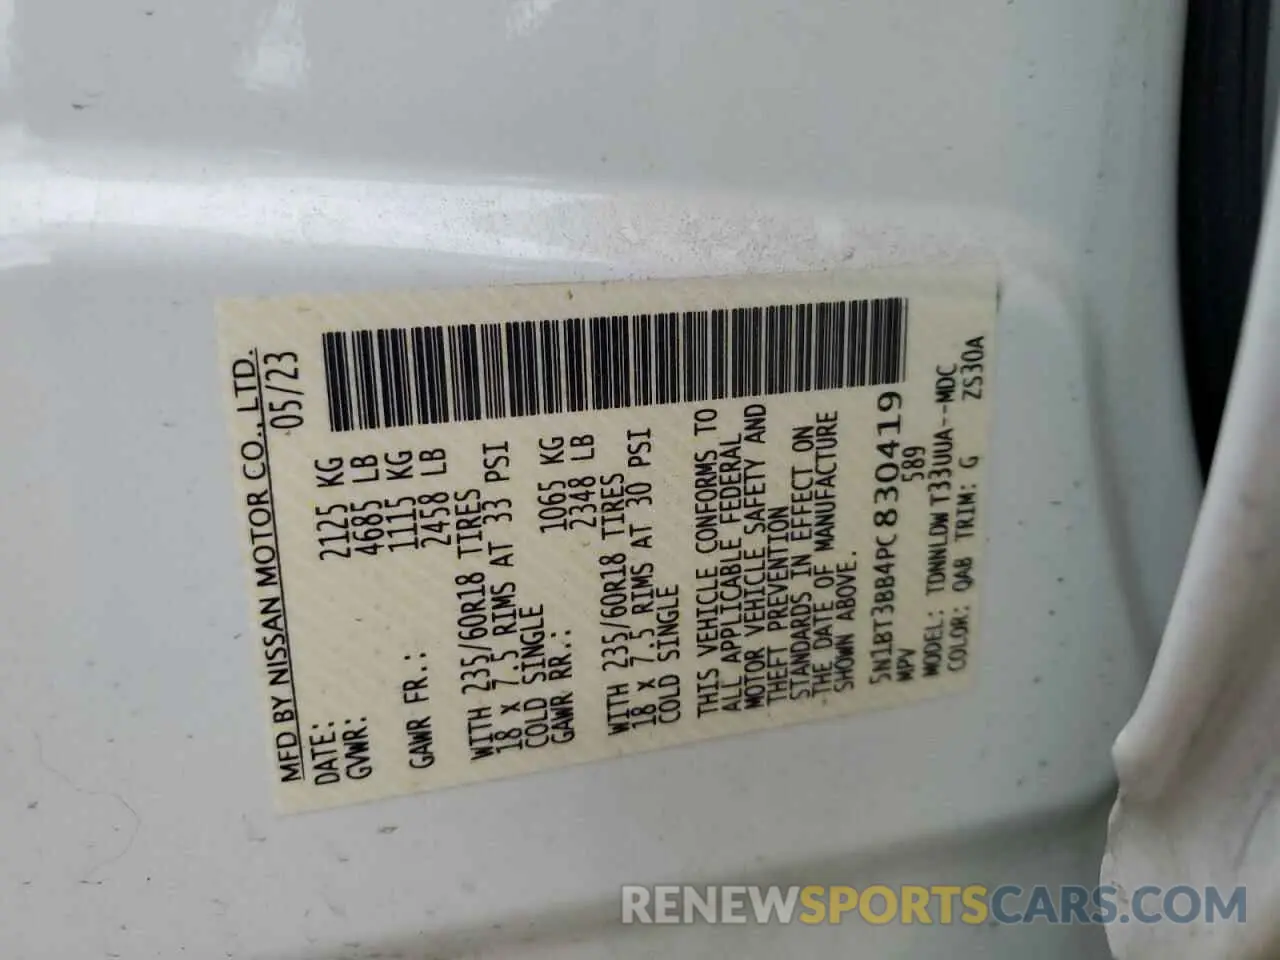 MFD BY NISSAN MOTOR CO., LTD.
DATE: 05/23
GVWR: 2125 KG
4685 LB
GAWR FR.: 1115 KG
2458 LB
WITH 235/60R18 TIRES
18 X 7.5 RIMS AT 33 PSI
COLD SINGLE
GAWR RR.: 1065 KG
2348 LB
WITH 235/60R18 TIRES
18 X 7.5 RIMS AT 30 PSI
COLD SINGLE
THIS VEHICLE CONFORMS TO
ALL APPLICABLE FEDERAL
MOTOR VEHICLE SAFETY AND
THEFT PREVENTION
STANDARDS IN EFFECT ON
THE DATE OF MANUFACTURE
SHOWN ABOVE.
5N1BT3BB4PC830419
MPV 589
MODEL: TDNNLDW T33UUA--MDC
COLOR: QAB TRIM: G ZS30A
RENEWSPORTSCARS.COM